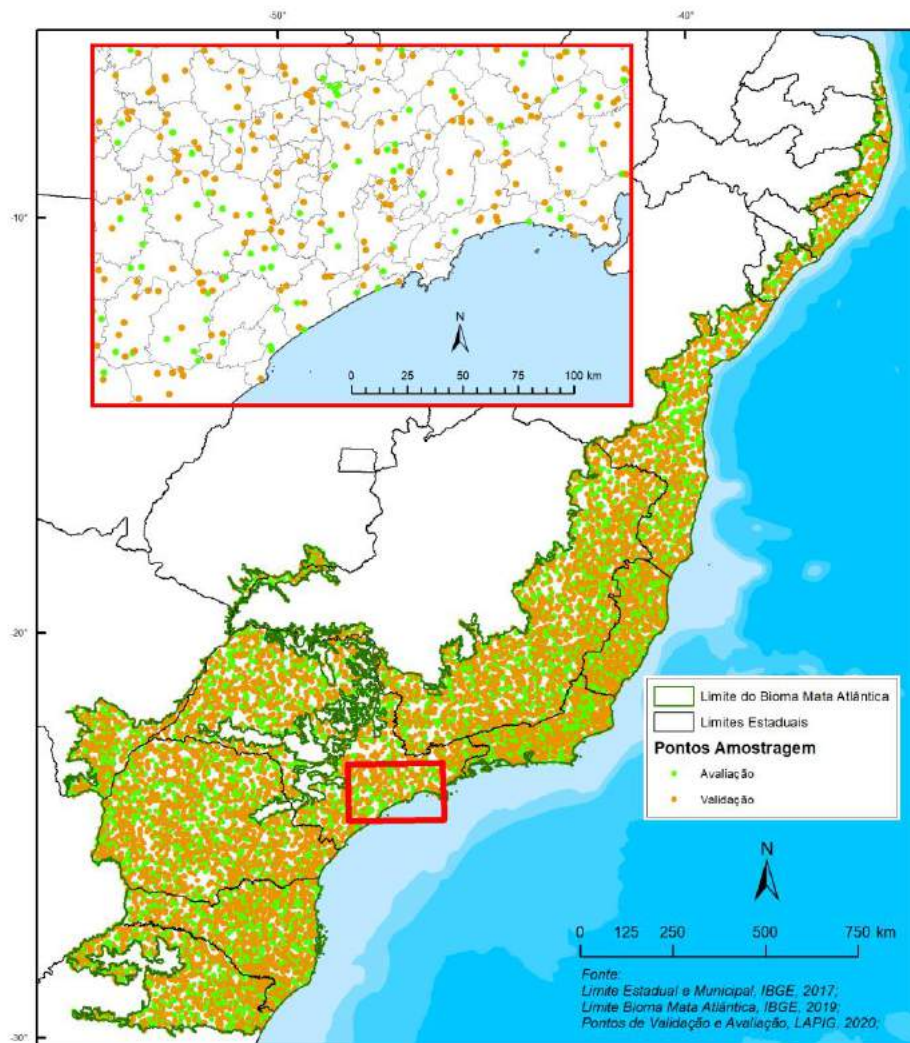 -50°
-40°
N
0 25 50 75 100 km
-10°
-20°
Limite do Bioma Mata Atlântica
Limites Estaduais
Pontos Amostragem
Avaliação
Validação
N
0 125 250 500 750 km
Fonte:
Limite Estadual e Municipal, IBGE, 2017;
Limite Bioma Mata Atlântica, IBGE, 2019;
Pontos de Validação e Avaliação, LAPIG, 2020;
-30°